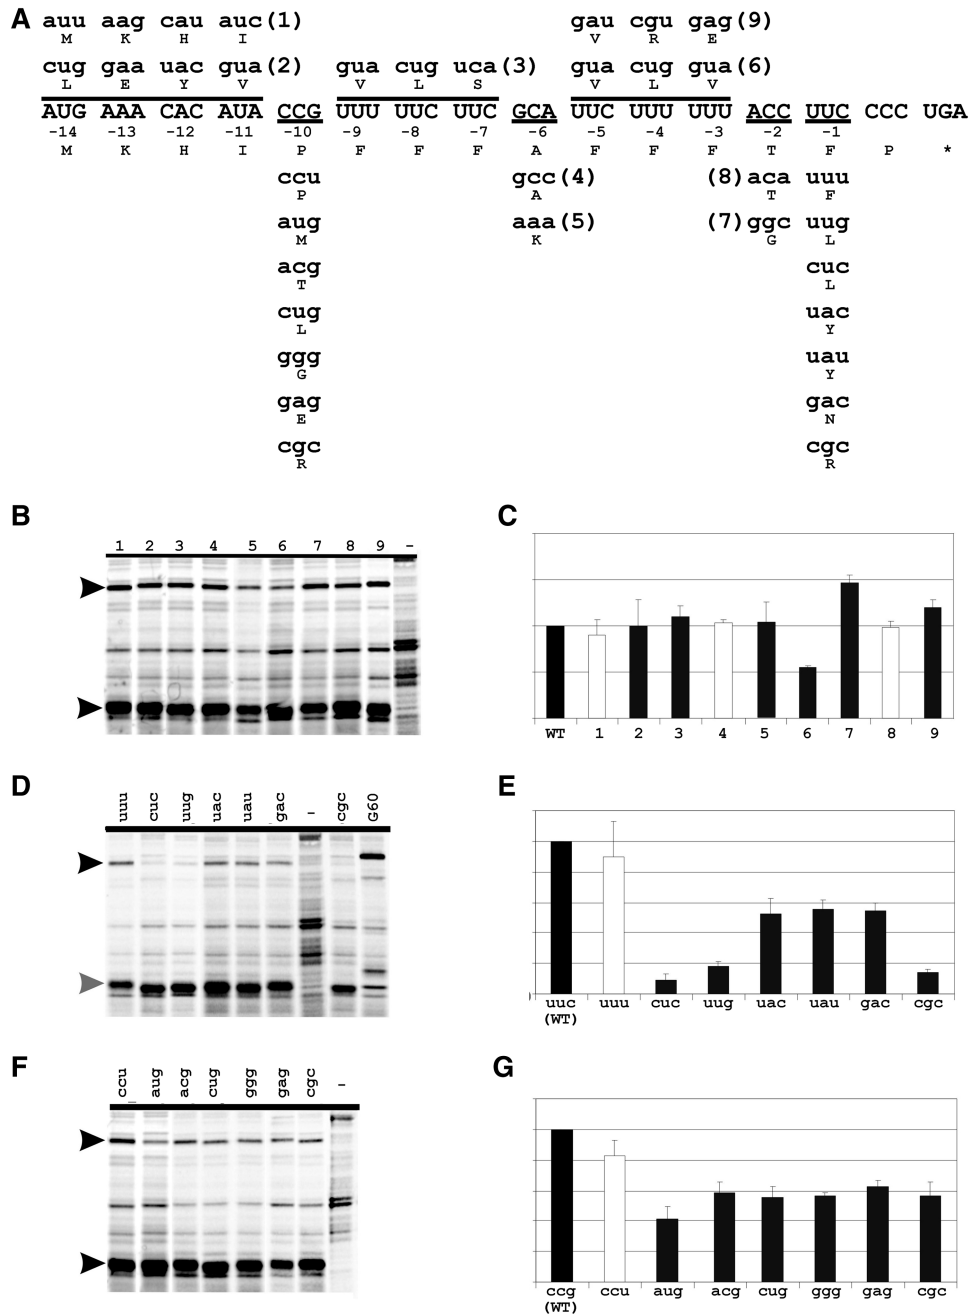 A
auu aag cau auc (1) gau cgu gag (9)
M K H I V R E
cug gaa uac gua (2) gua cug uca (3) gua cug gua (6)
L E Y V V L S V L V
AUG AAA CAC AUA CCG UUU UUC UUC GCA UUC UUU UUU ACC UUC CCC UGA
-14 -13 -12 -11 -10 -9 -8 -7 -6 -5 -4 -3 -2 -1
M K H I P F F F A F F F T F P *
ccu gcc (4) (8) aca uuu
P A T F
aug aaa (5) (7) ggc uug
M K G L
acg cuc
T L
cug uac
L Y
ggg uau
G Y
gag gac
E N
cgc cgc
R R
B
1 2 3 4 5 6 7 8 9 -
C
WT 1 2 3 4 5 6 7 8 9
D
uuu cuc uug uac uau gac - cgc G60
E
uuc uuu cuc uug uac uau gac cgc
(WT)
F
ccu aug acg cug ggg gag cgc -
G
ccg ccu aug acg cug ggg gag cgc
(WT)